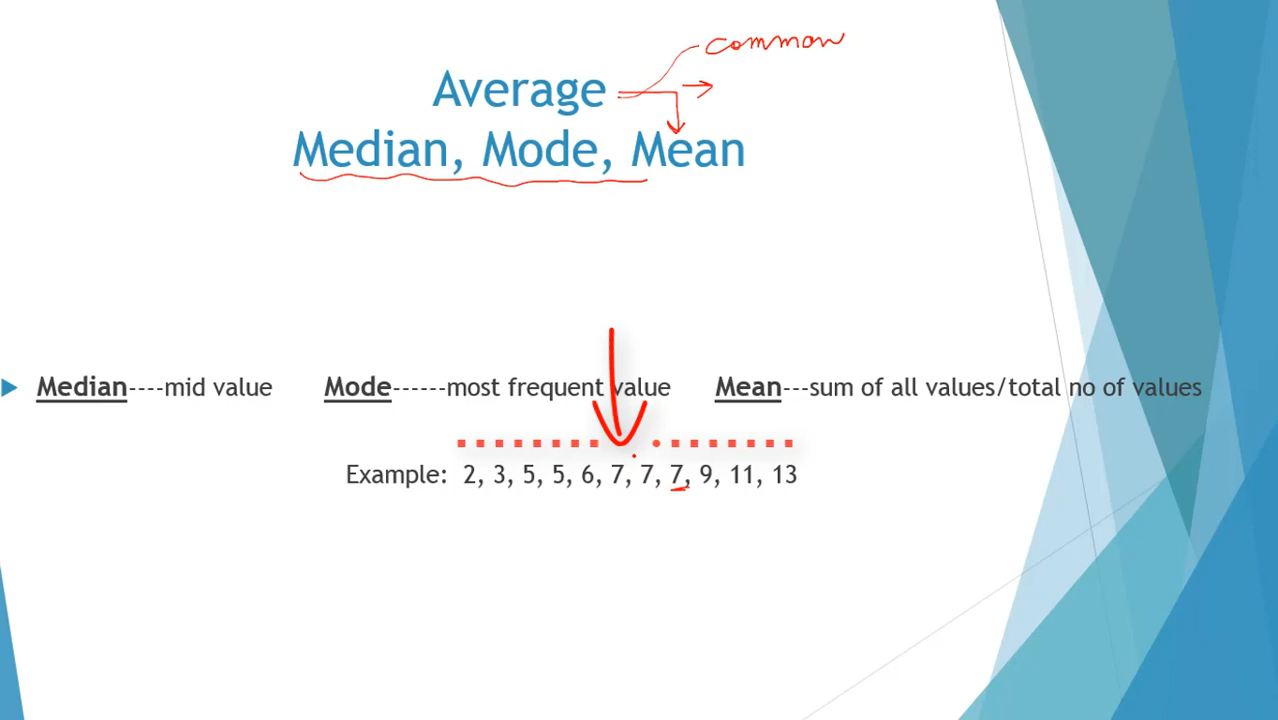 common
Average
Median, Mode, Mean
Median----mid value Mode------most frequent value Mean---sum of all values/total no of values
Example: 2, 3, 5, 5, 6, 7, 7, 7, 9, 11, 13